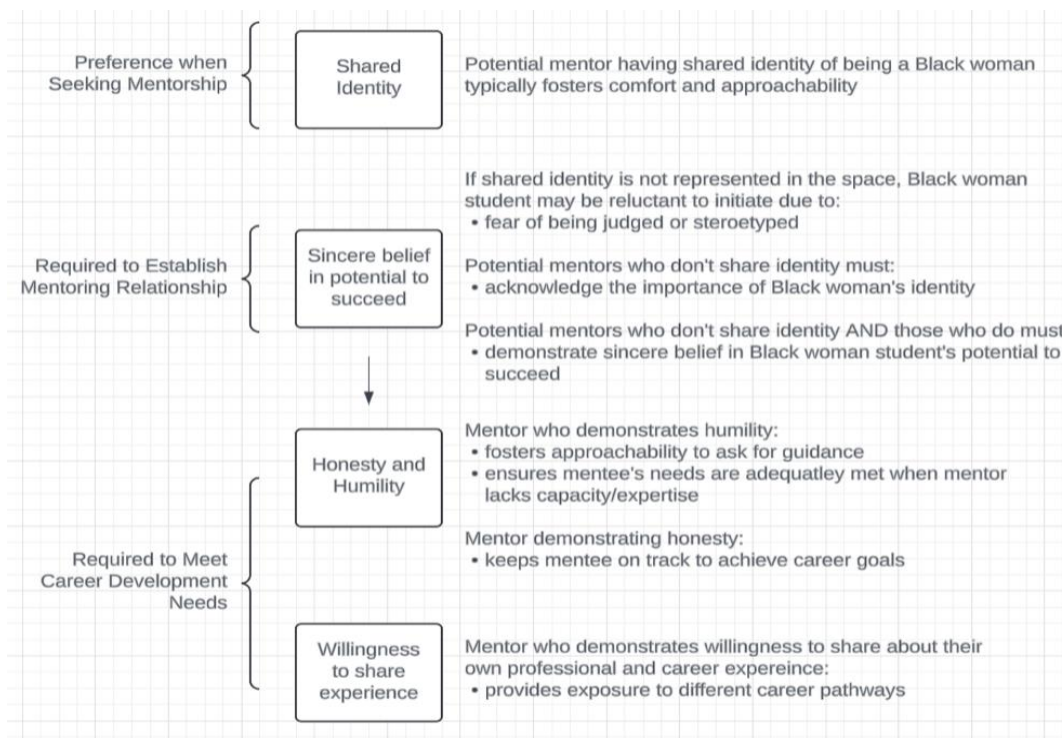 Preference when
Seeking Mentorship
Shared
Identity
Potential mentor having shared identity of being a Black woman
typically fosters comfort and approachability
If shared identity is not represented in the space, Black woman
student may be reluctant to initiate due to:
• fear of being judged or steroetyped
Required to Establish
Mentoring Relationship
Sincere belief
in potential to
succeed
Potential mentors who don't share identity must:
• acknowledge the importance of Black woman's identity
Potential mentors who don't share identity AND those who do must
• demonstrate sincere belief in Black woman student's potential to
succeed
Required to Meet
Career Development
Needs
Honesty and
Humility
Mentor who demonstrates humility:
• fosters approachability to ask for guidance
• ensures mentee's needs are adequatley met when mentor
lacks capacity/expertise
Mentor demonstrating honesty:
• keeps mentee on track to achieve career goals
Willingness
to share
experience
Mentor who demonstrates willingness to share about their
own professional and career expereince:
• provides exposure to different career pathways